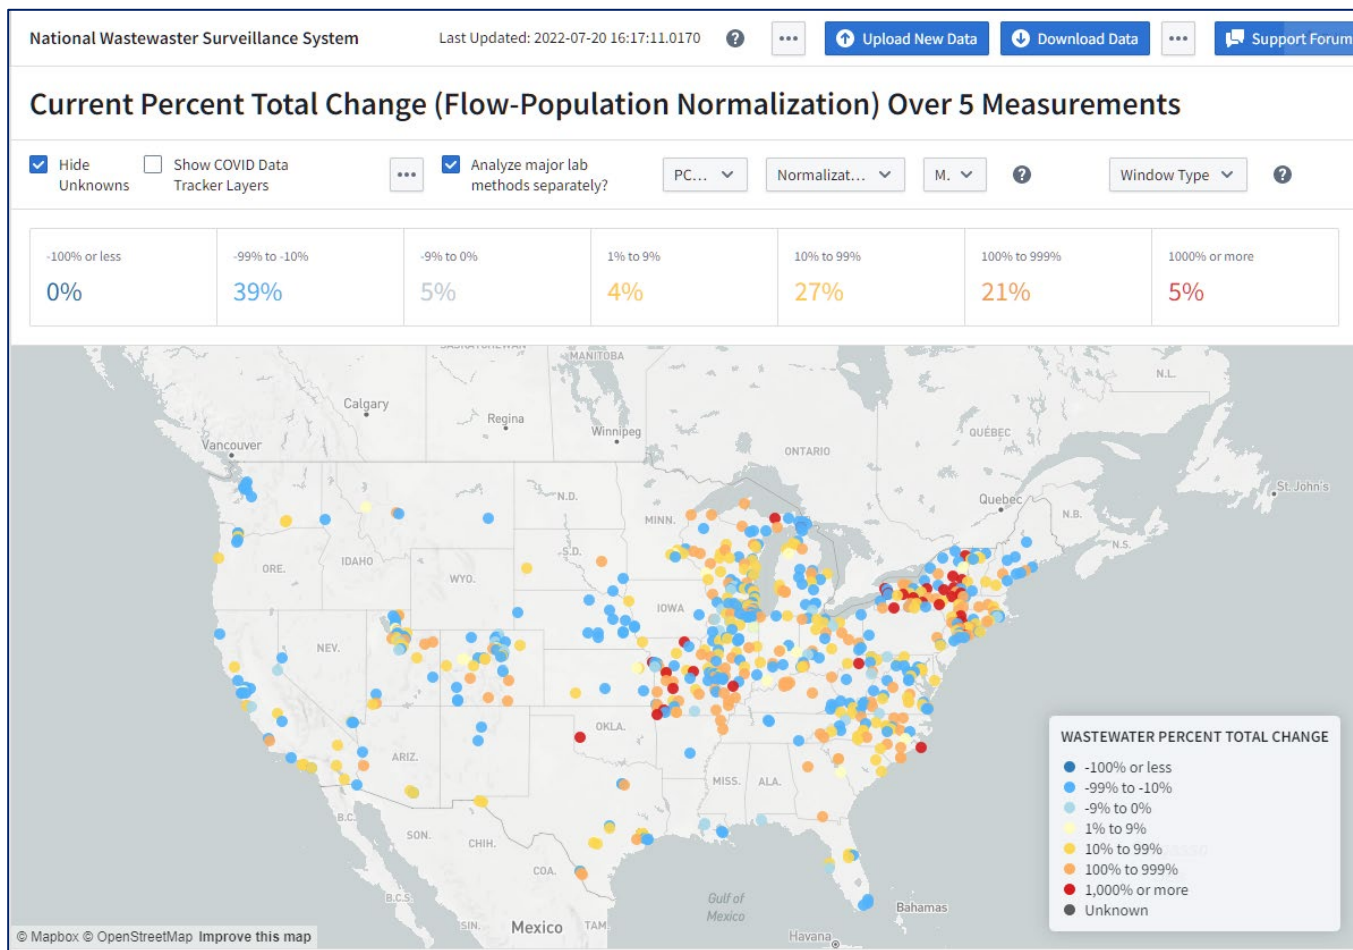 National Wastewaster Surveillance System
Last Updated: 2022-07-20 16:17:11.0170
?
Upload New Data
Download Data
Support Forum
Current Percent Total Change (Flow-Population Normalization) Over 5 Measurements
Hide
Unknowns
Show COVID Data
Tracker Layers
Analyze major lab
methods separately?
PC...
Normalizat...
M.
?
Window Type
?
-100% or less
0%
-99% to -10%
39%
-9% to 0%
5%
1% to 9%
4%
10% to 99%
27%
100% to 999%
21%
1000% or more
5%
SASKATCHEWAN
MANITOBA
N.L.
Calgary
Regina
Winnipeg
QUÉBEC
Vancouver
ONTARIO
St. John's
Quebec
N.D.
N.B.
MINN.
N.S.
S.D.
IDAHO
ORE.
WYO.
IOWA
NEV.
OKLA.
ARIZ.
MISS.
ALA.
B.C.
SON.
CHIH.
COA.
B.C.S.
Gulf of
Mexico
Bahamas
SIN.
Mexico
TAM.
Havana
WASTEWATER PERCENT TOTAL CHANGE
-100% or less
-99% to -10%
-9% to 0%
1% to 9%
10% to 99%
100% to 999%
1,000% or more
Unknown
© Mapbox © OpenStreetMap Improve this map